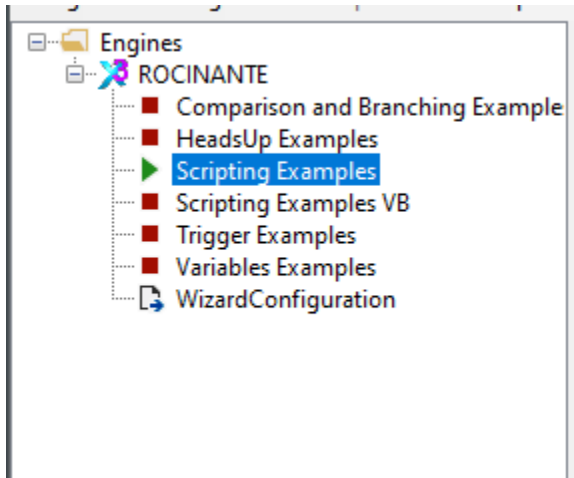 Engines
ROCINANTE
Comparison and Branching Example
HeadsUp Examples
Scripting Examples
Scripting Examples VB
Trigger Examples
Variables Examples
WizardConfiguration